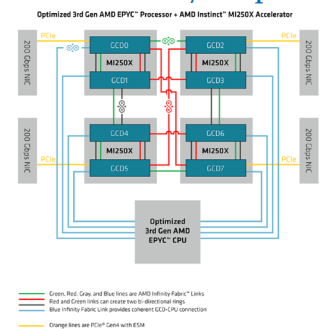 Optimized 3rd Gen AMD EPYC™ Processor + AMD Instinct™ MI250X Accelerator
200 Gbps NIC
PCIe
GCD0
MI250X
GCD1
GCD2
MI250X
GCD3
PCIe
200 Gbps NIC
200 Gbps NIC
PCIe
GCD4
MI250X
GCD5
GCD6
MI250X
GCD7
PCIe
200 Gbps NIC
Optimized
3rd Gen AMD
EPYC™ CPU
Green, Red, Gray, and Blue lines are AMD Infinity Fabric™ Links
Red and Green links can create two bi-directional rings
Blue Infinity Fabric Link provides coherent GCD-CPU connection
Orange lines are PCIe® Gen4 with ESM